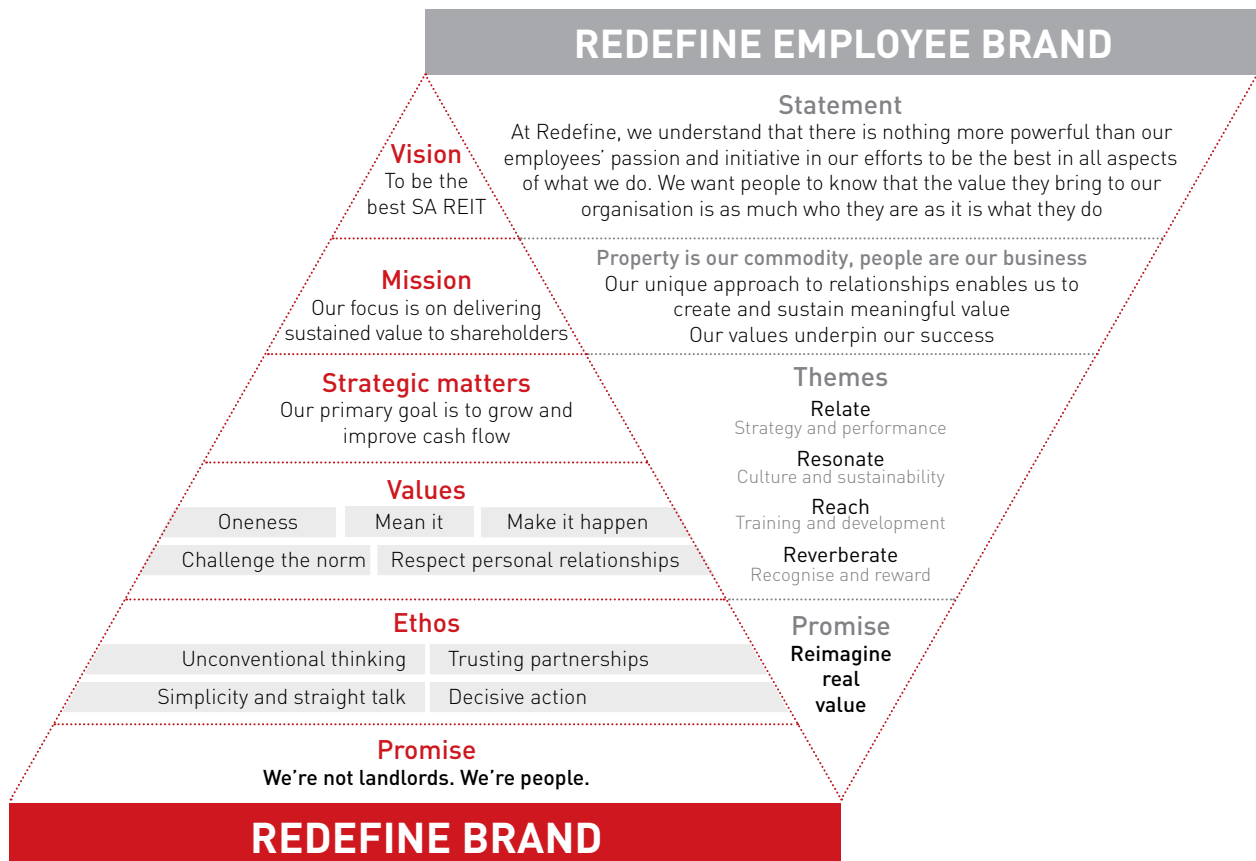 REDEFINE EMPLOYEE BRAND
Statement
At Redefine, we understand that there is nothing more powerful than our
employees’ passion and initiative in our efforts to be the best in all aspects
of what we do. We want people to know that the value they bring to our
organisation is as much who they are as it is what they do
Property is our commodity, people are our business
Our unique approach to relationships enables us to
create and sustain meaningful value
Our values underpin our success
Themes
Relate
Strategy and performance
Resonate
Culture and sustainability
Reach
Training and development
Reverberate
Recognise and reward
Promise
Reimagine
real
value
Vision
To be the
best SA REIT
Mission
Our focus is on delivering
sustained value to shareholders
Strategic matters
Our primary goal is to grow and
improve cash flow
Values
Oneness
Mean it
Make it happen
Challenge the norm
Respect personal relationships
Ethos
Unconventional thinking
Trusting partnerships
Simplicity and straight talk
Decisive action
Promise
We’re not landlords. We’re people.
REDEFINE BRAND